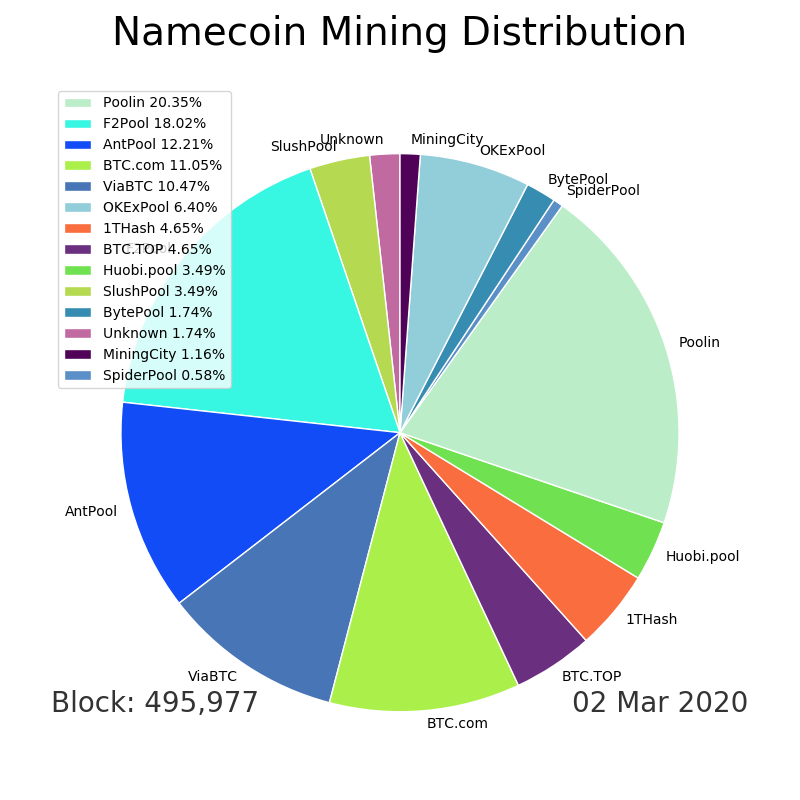 Namecoin Mining Distribution
Poolin 20.35%
F2Pool 18.02%
AntPool 12.21%
BTC.com 11.05%
ViaBTC 10.47%
OKExPool 6.40%
1THash 4.65%
BTC.TOP 4.65%
Huobi.pool 3.49%
SlushPool 3.49%
BytePool 1.74%
Unknown 1.74%
MiningCity 1.16%
SpiderPool 0.58%
SlushPool
Unknown
MiningCity
OKExPool
BytePool
SpiderPool
Poolin
AntPool
Huobi.pool
1THash
ViaBTC
BTC.TOP
BTC.com
Block: 495,977
02 Mar 2020